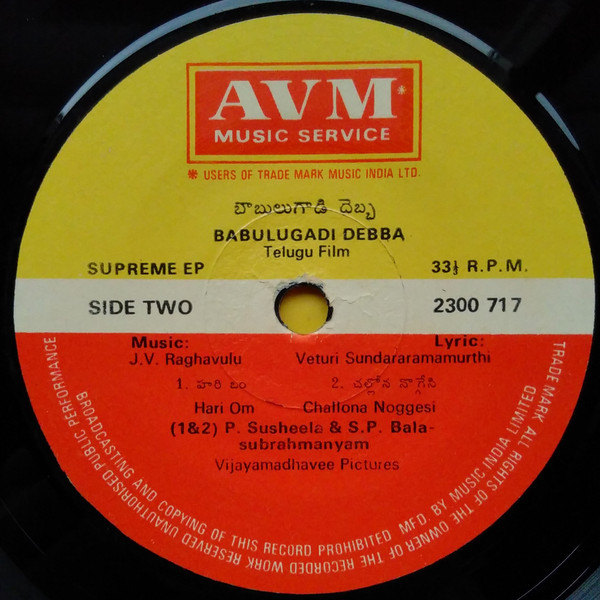 AVM*
MUSIC SERVICE
* USERS OF TRADE MARK MUSIC INDIA LTD.
బాబులుగాడి దెబ్బ
BABULUGADI DEBBA
Telugu Film
SUPREME EP 33⅓ R.P.M.
SIDE TWO 2300 717
Music: Lyric:
J.V. Raghavulu Veturi Sundararamamurthi
1. హరి ఓం 2. చల్లోన నొగ్గేసి
Hari Om Challona Noggesi
(1&2) P. Susheela & S.P. Bala-
subrahmanyam
Vijayamadhavee Pictures
TRADE MARK ALL RIGHTS OF THE OWNER OF THE RECORDED WORK RESERVED UNAUTHORISED PUBLIC PERFORMANCE
BROADCASTING AND COPYING OF THIS RECORD PROHIBITED MFD. BY MUSIC INDIA LIMITED